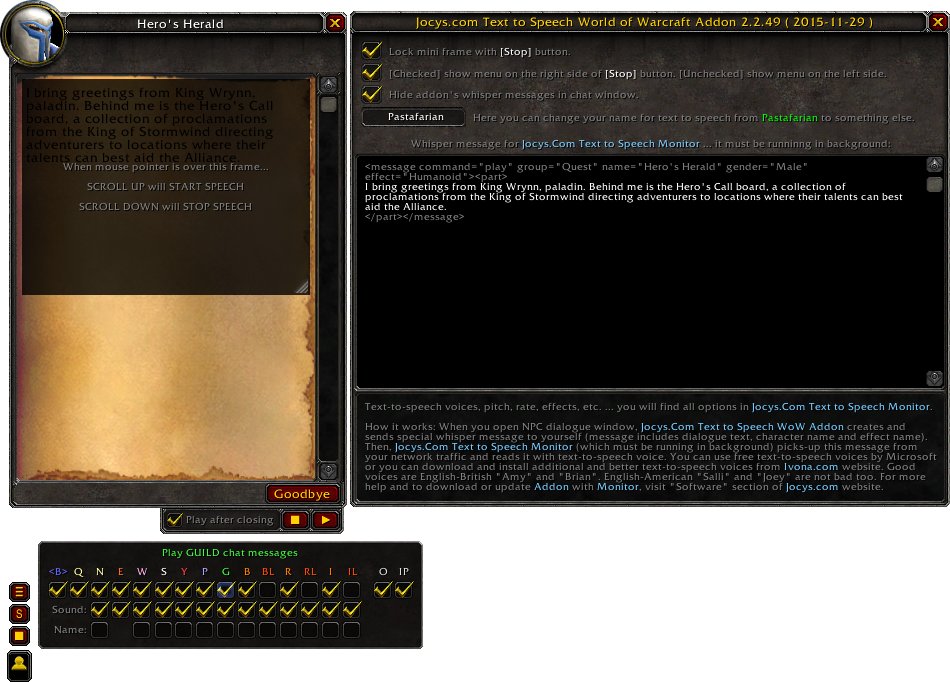 Hero's Herald
I bring greetings from King Wrynn,
paladin. Behind me is the Hero's Call
board, a collection of proclamations
from the King of Stormwind directing
adventurers to locations where their
talents can best aid the Alliance.
When mouse pointer is over this frame...
SCROLL UP will START SPEECH
SCROLL DOWN will STOP SPEECH
Goodbye
Play after closing
Jocys.com Text to Speech World of Warcraft Addon 2.2.49 ( 2015-11-29 )
Lock mini frame with [Stop] button.
[Checked] show menu on the right side of [Stop] button. [Unchecked] show menu on the left side.
Hide addon's whisper messages in chat window.
Pastafarian
Here you can change your name for text to speech from Pastafarian to something else.
Whisper message for Jocys.Com Text to Speech Monitor ... it must be runnning in background:
<message command="play" group="Quest" name="Hero's Herald" gender="Male"
effect="Humanoid"><part>
I bring greetings from King Wrynn, paladin. Behind me is the Hero's Call board, a collection of
proclamations from the King of Stormwind directing adventurers to locations where their talents can best
aid the Alliance.
</part></message>
Text-to-speech voices, pitch, rate, effects, etc. ... you will find all options in Jocys.Com Text to Speech Monitor.
How it works: When you open NPC dialogue window, Jocys.Com Text to Speech WoW Addon creates and
sends special whisper message to yourself (message includes dialogue text, character name and effect name).
Then, Jocys.Com Text to Speech Monitor (which must be running in background) picks-up this message from
your network traffic and reads it with text-to-speech voice. You can use free text-to-speech voices by Microsoft
or you can download and install additional and better text-to-speech voices from Ivona.com website. Good
voices are English-British "Amy" and "Brian". English-American "Salli" and "Joey" are not bad too. For more
help and to download or update Addon with Monitor, visit "Software" section of Jocys.com website.
Play GUILD chat messages
<B> Q N E W S Y P G B BL R RL I IL O IP
Sound:
Name:
S